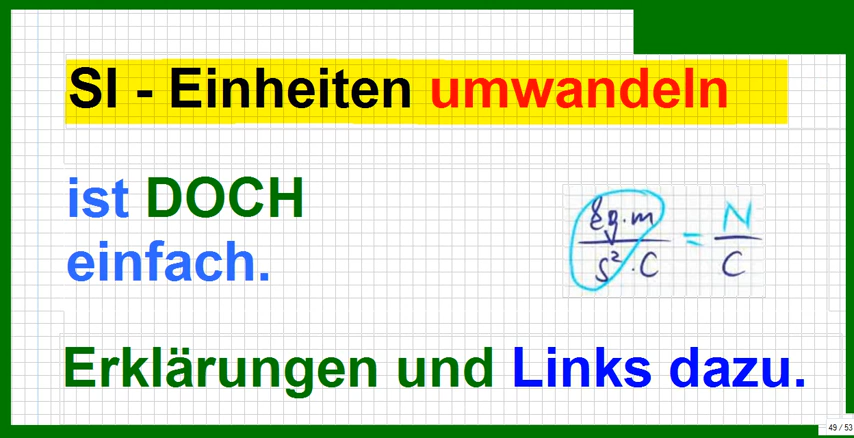 SI - Einheiten umwandeln
ist DOCH
einfach.
kg·m / s²·C = N / C
Erklärungen und Links dazu.
49 / 53